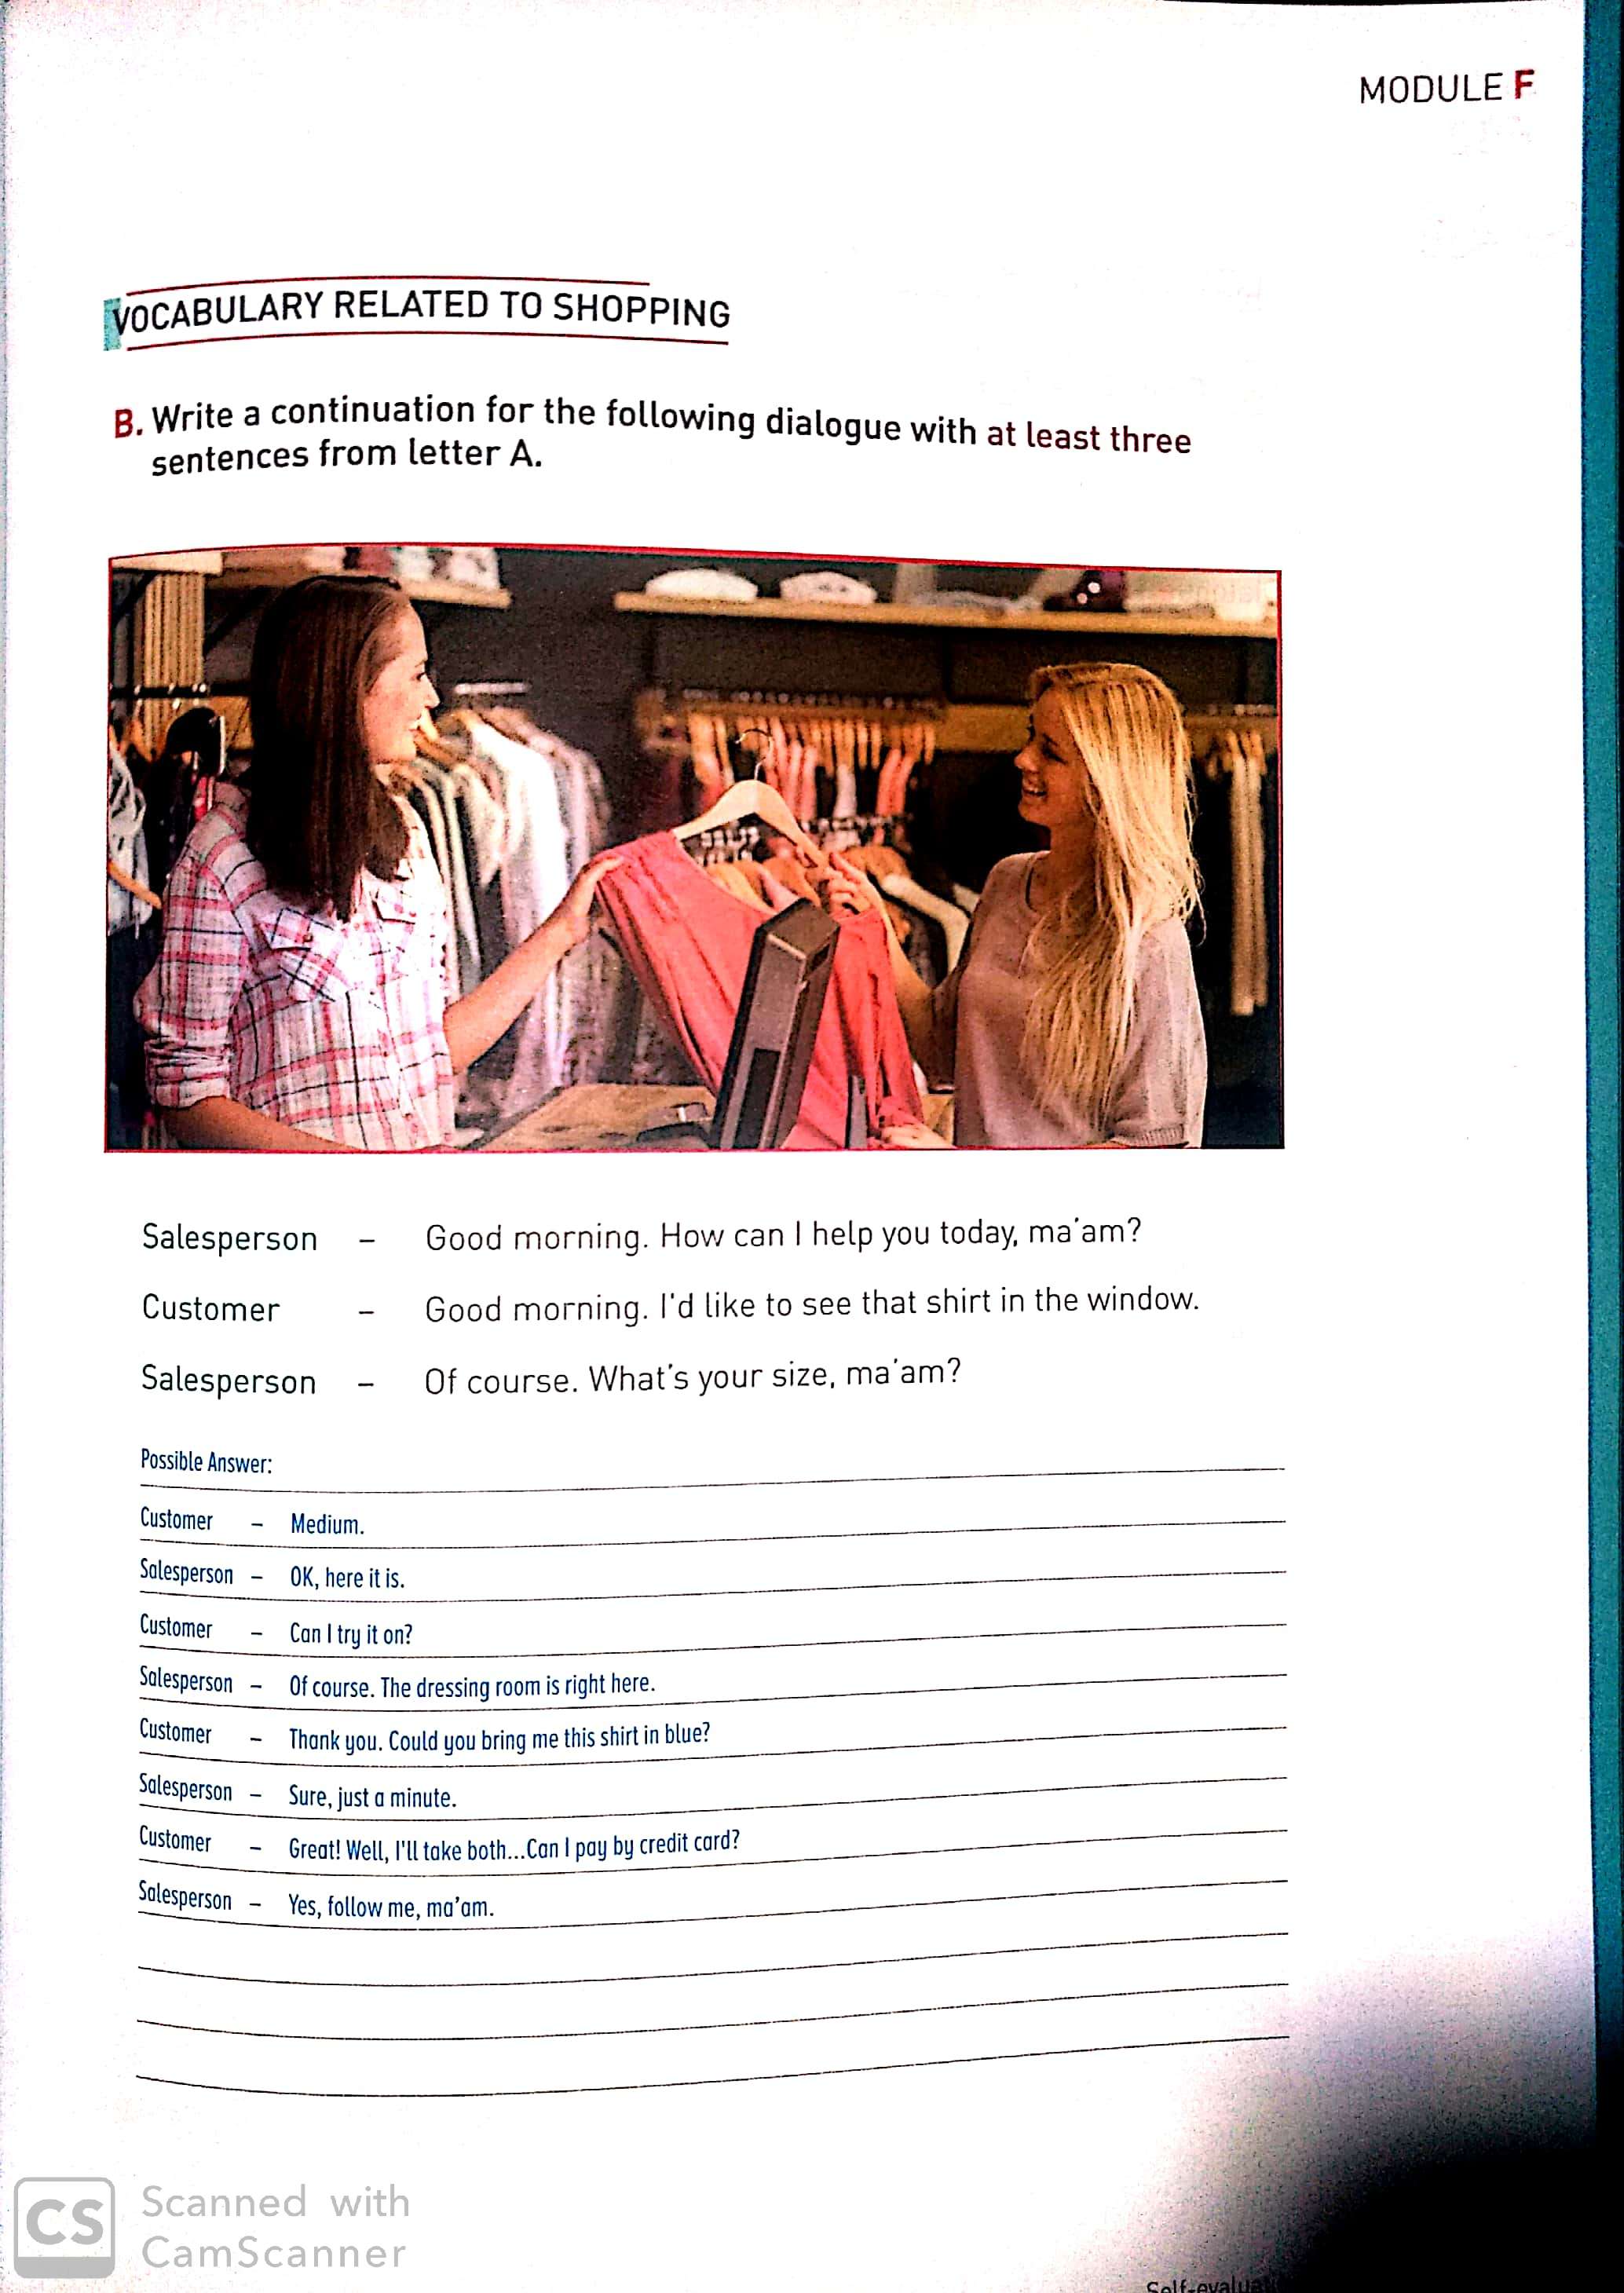 MODULE F
VOCABULARY RELATED TO SHOPPING
B. Write a continuation for the following dialogue with at least three
sentences from letter A.
Salesperson – Good morning. How can I help you today, ma'am?
Customer – Good morning. I'd like to see that shirt in the window.
Salesperson – Of course. What's your size, ma'am?
Possible Answer:
Customer – Medium.
Salesperson – OK, here it is.
Customer – Can I try it on?
Salesperson – Of course. The dressing room is right here.
Customer – Thank you. Could you bring me this shirt in blue?
Salesperson – Sure, just a minute.
Customer – Great! Well, I'll take both...Can I pay by credit card?
Salesperson – Yes, follow me, ma'am.
CS Scanned with
CamScanner